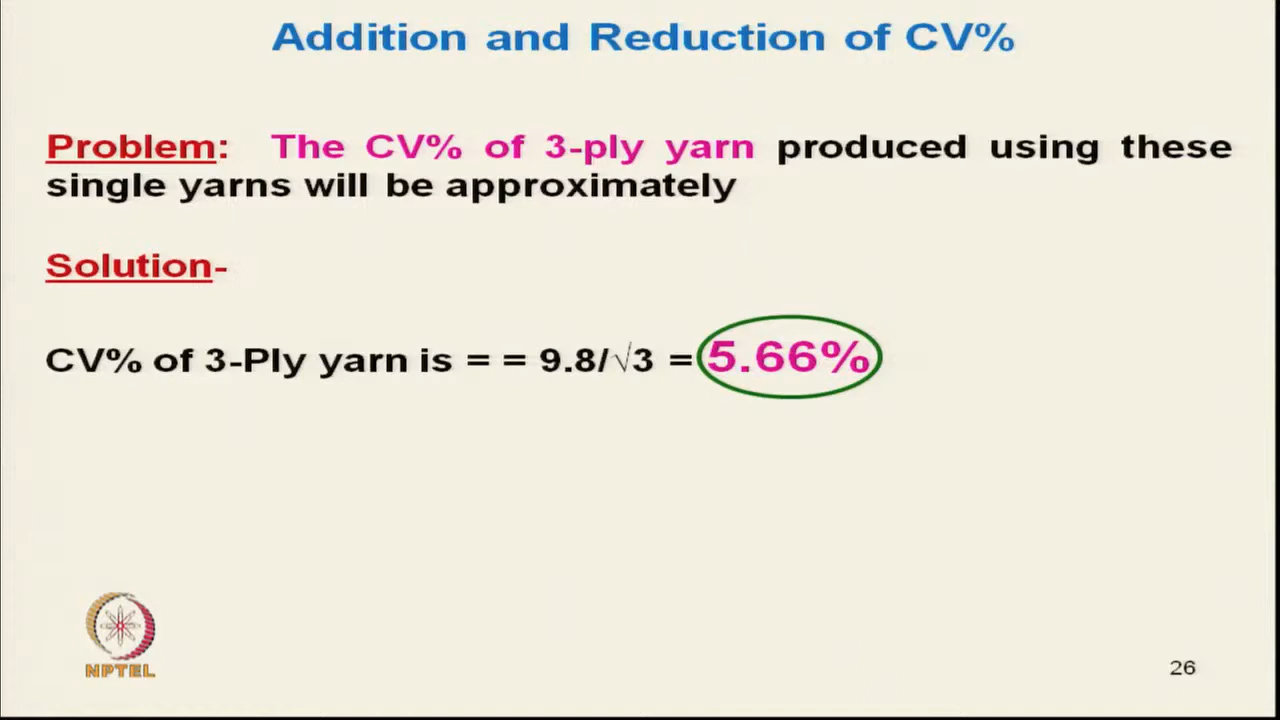 Addition and Reduction of CV%
Problem: The CV% of 3-ply yarn produced using these
single yarns will be approximately
Solution-
CV% of 3-Ply yarn is = = 9.8/√3 = 5.66%
NPTEL
26